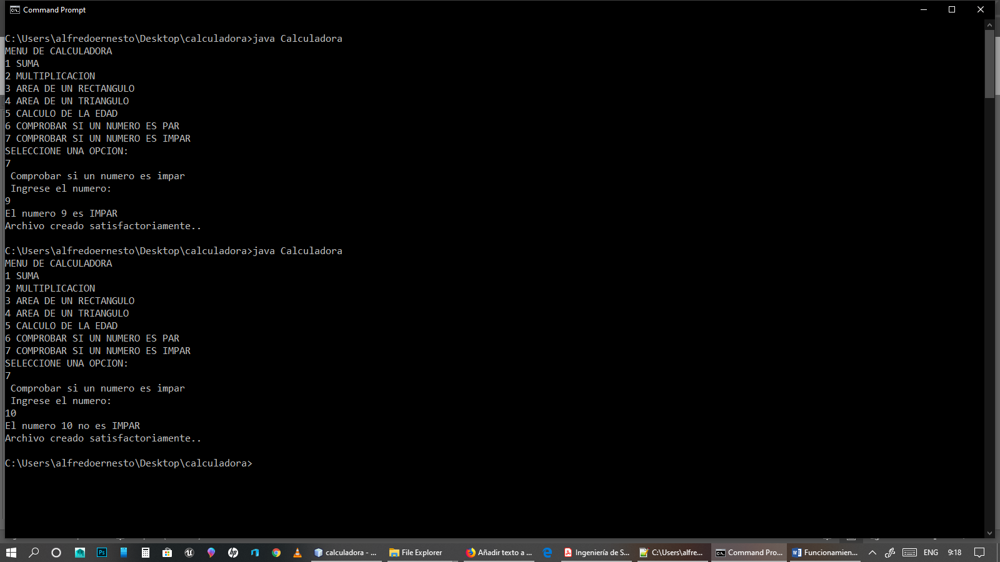 Command Prompt
C:\Users\alfredoernesto\Desktop\calculadora>java Calculadora
MENU DE CALCULADORA
1 SUMA
2 MULTIPLICACION
3 AREA DE UN RECTANGULO
4 AREA DE UN TRIANGULO
5 CALCULO DE LA EDAD
6 COMPROBAR SI UN NUMERO ES PAR
7 COMPROBAR SI UN NUMERO ES IMPAR
SELECCIONE UNA OPCION:
7
Comprobar si un numero es impar
Ingrese el numero:
9
El numero 9 es IMPAR
Archivo creado satisfactoriamente..
C:\Users\alfredoernesto\Desktop\calculadora>java Calculadora
MENU DE CALCULADORA
1 SUMA
2 MULTIPLICACION
3 AREA DE UN RECTANGULO
4 AREA DE UN TRIANGULO
5 CALCULO DE LA EDAD
6 COMPROBAR SI UN NUMERO ES PAR
7 COMPROBAR SI UN NUMERO ES IMPAR
SELECCIONE UNA OPCION:
7
Comprobar si un numero es impar
Ingrese el numero:
10
El numero 10 no es IMPAR
Archivo creado satisfactoriamente..
C:\Users\alfredoernesto\Desktop\calculadora>
Ps hp calculadora - ... File Explorer Añadir texto a ... Ingeniería de S... C:\Users\alfre... Command Pro... Funcionamien... ENG 9:18